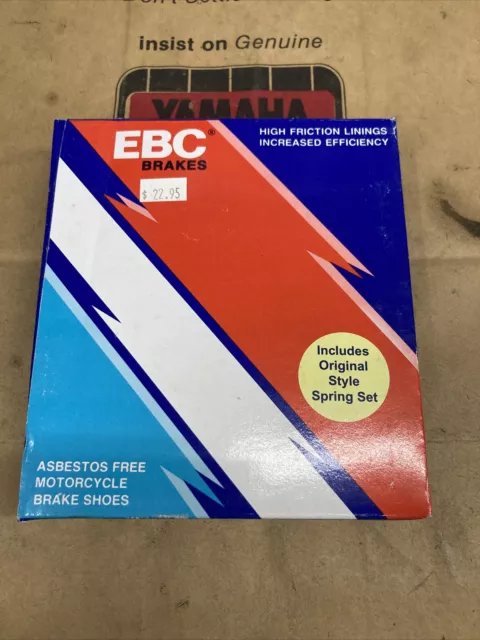 insist on Genuine
YAMAHA
EBC®
BRAKES
HIGH FRICTION LININGS
INCREASED EFFICIENCY
$ 22.95
Includes
Original
Style
Spring Set
ASBESTOS FREE
MOTORCYCLE
BRAKE SHOES